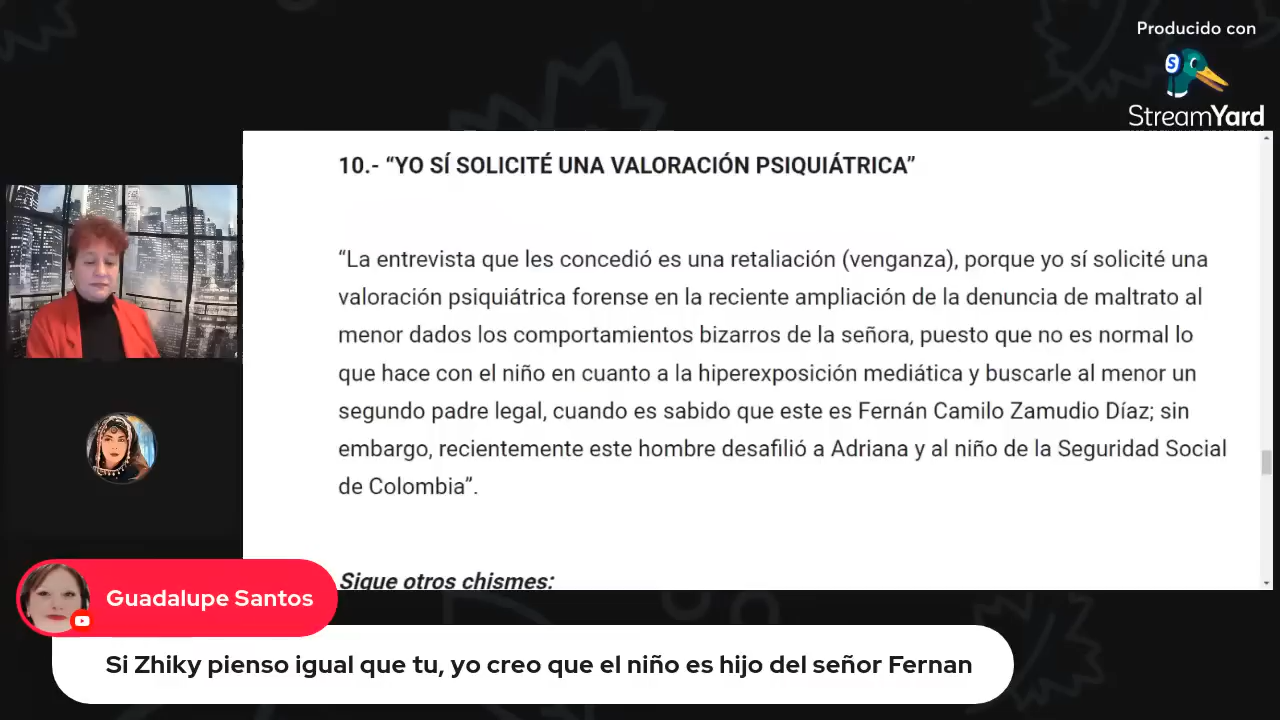 Producido con
StreamYard
10.- “YO SÍ SOLICITÉ UNA VALORACIÓN PSIQUIÁTRICA”
“La entrevista que les concedió es una retaliación (venganza), porque yo sí solicité una
valoración psiquiátrica forense en la reciente ampliación de la denuncia de maltrato al
menor dados los comportamientos bizarros de la señora, puesto que no es normal lo
que hace con el niño en cuanto a la hiperexposición mediática y buscarle al menor un
segundo padre legal, cuando es sabido que este es Fernán Camilo Zamudio Díaz; sin
embargo, recientemente este hombre desafilió a Adriana y al niño de la Seguridad Social
de Colombia”.
Sigue otros chismes:
Guadalupe Santos
Si Zhiky pienso igual que tu, yo creo que el niño es hijo del señor Fernan